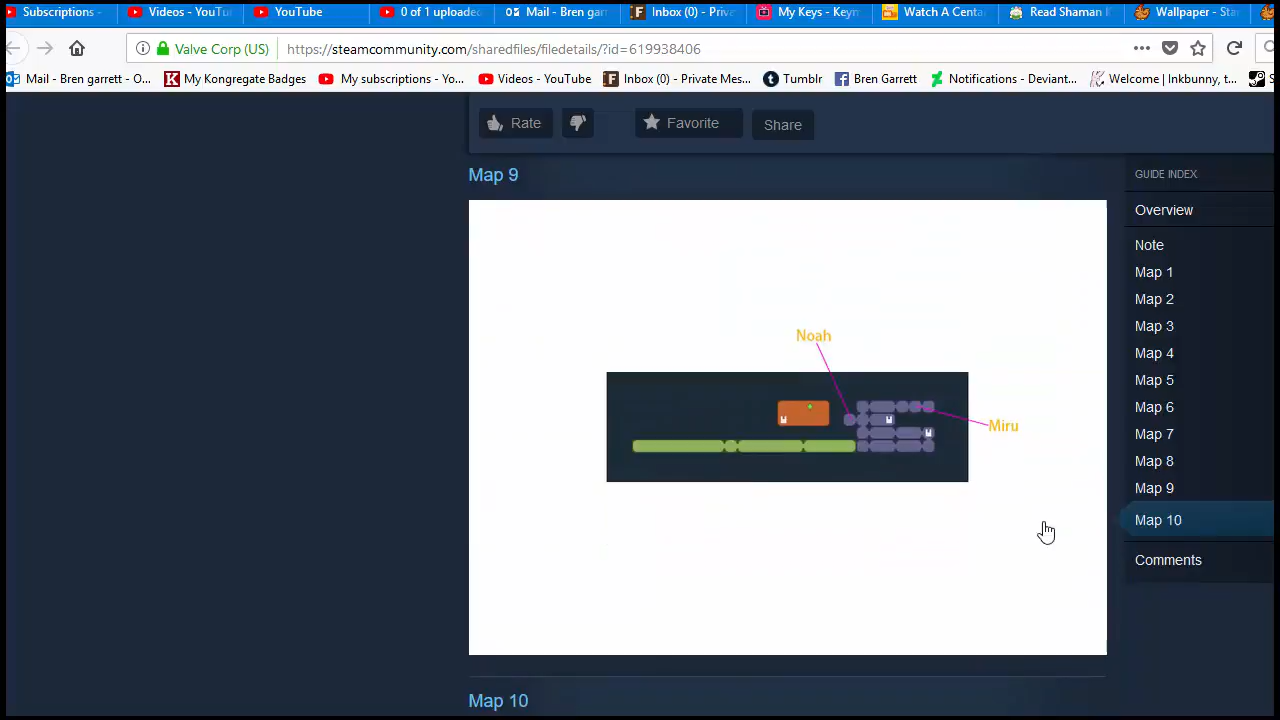 Subscriptions - Videos - YouTu YouTube 0 of 1 uploaded Mail - Bren gar Inbox (0) - Priva My Keys - Keym Watch A Centa Read Shaman I Wallpaper - Sta
Valve Corp (US) https://steamcommunity.com/sharedfiles/filedetails/?id=619938406
Mail - Bren garrett - O... My Kongregate Badges My subscriptions - Yo... Videos - YouTube Inbox (0) - Private Mes... Tumblr Bren Garrett Notifications - Deviant... Welcome | Inkbunny, t...
Rate Favorite Share
Map 9
GUIDE INDEX
Overview
Note
Map 1
Map 2
Map 3
Map 4
Map 5
Map 6
Map 7
Map 8
Map 9
Map 10
Comments
Noah
Miru
Map 10